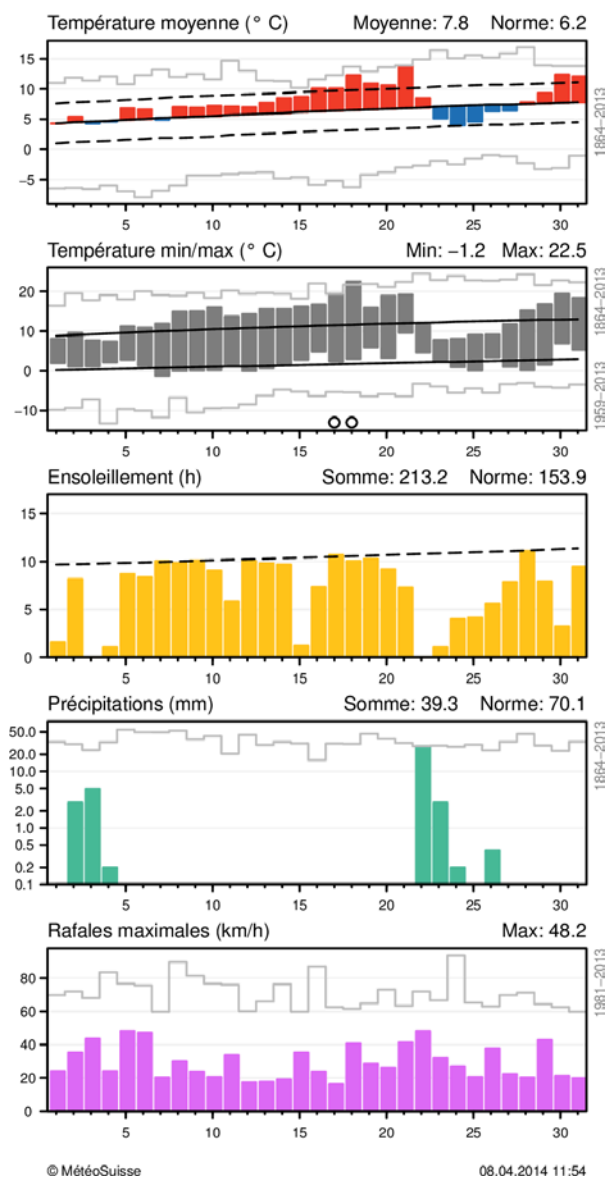 Température moyenne (° C) Moyenne: 7.8 Norme: 6.2
15
10
5
0
−5
5 10 15 20 25 30
1864−2013
Température min/max (° C) Min: −1.2 Max: 22.5
20
10
0
−10
5 10 15 20 25 30
1864−2013
1959−2013
Ensoleillement (h) Somme: 213.2 Norme: 153.9
15
10
5
0
5 10 15 20 25 30
Précipitations (mm) Somme: 39.3 Norme: 70.1
50.0
20.0
10.0
5.0
2.0
1.0
0.5
0.2
0.1
5 10 15 20 25 30
1864−2013
Rafales maximales (km/h) Max: 48.2
80
60
40
20
0
5 10 15 20 25 30
1981−2013
© MétéoSuisse 08.04.2014 11:54